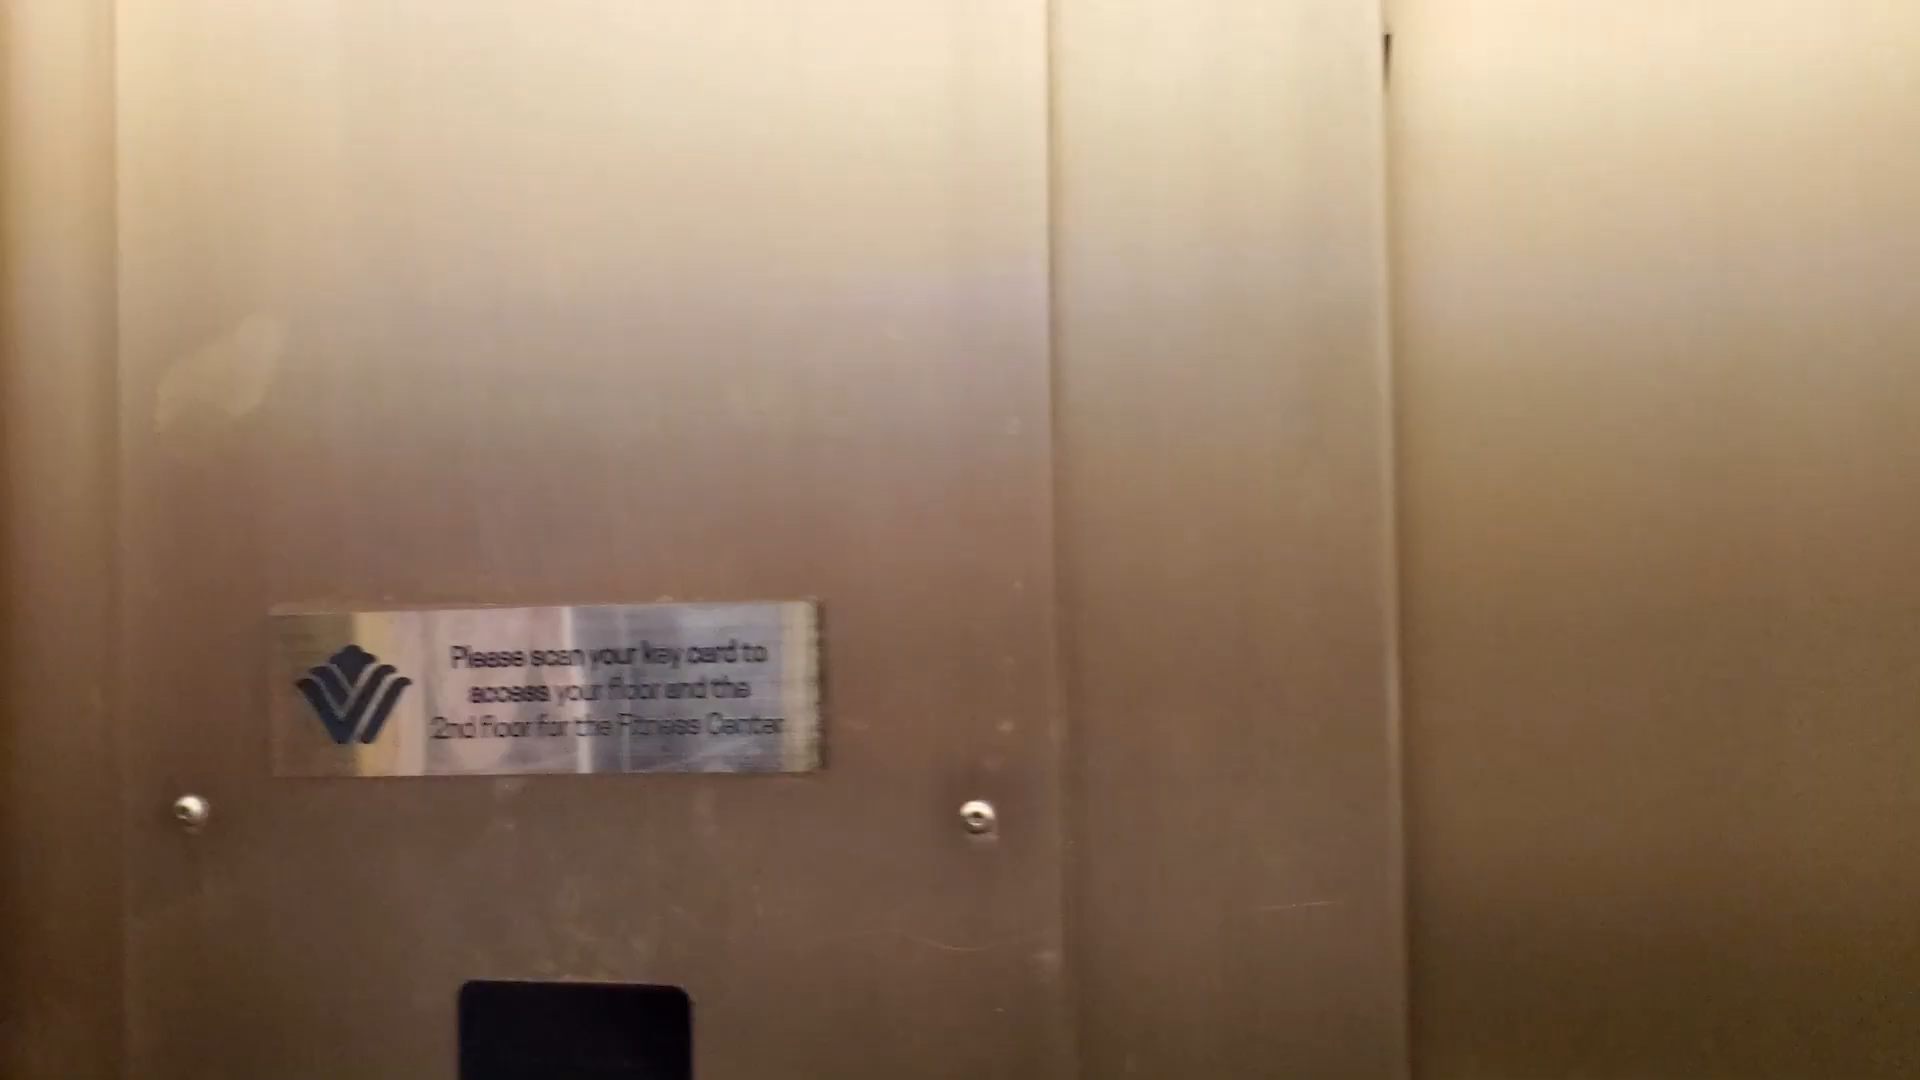 Please scan your key card to
access your floor and the
2nd floor for the Fitness Center